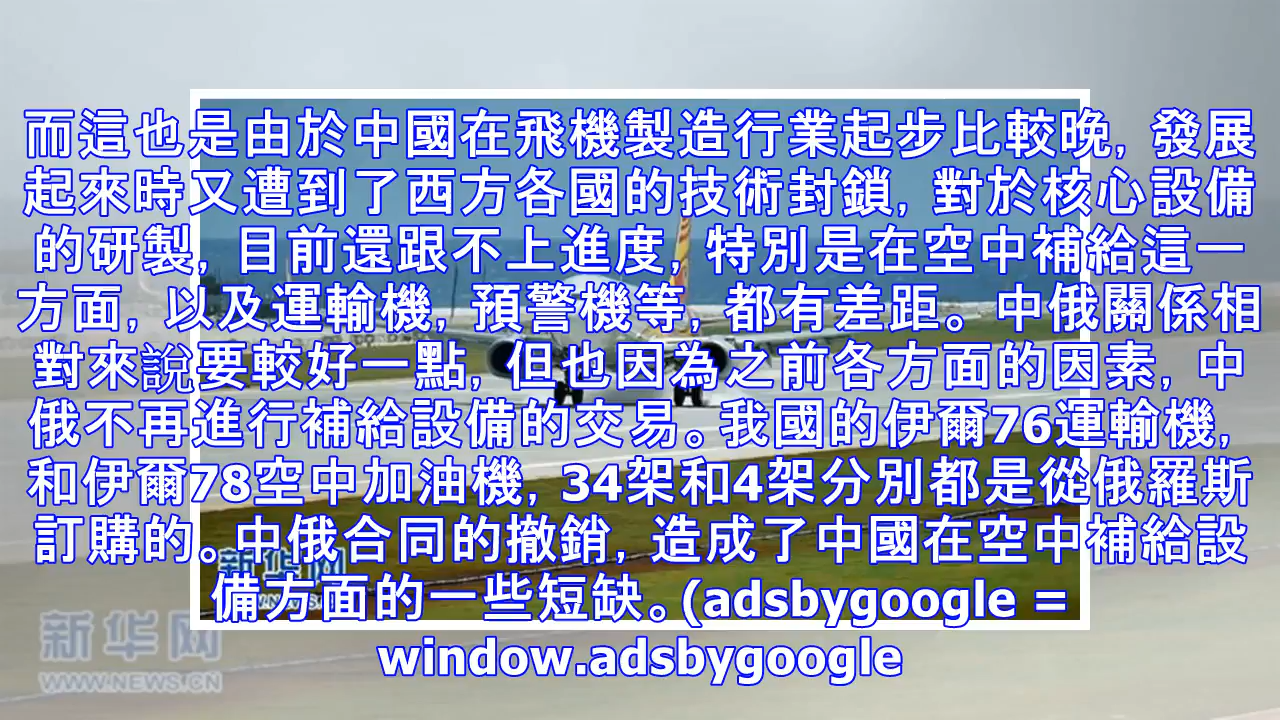 而這也是由於中國在飛機製造行業起步比較晚, 發展
起來時又遭到了西方各國的技術封鎖, 對於核心設備
的研製, 目前還跟不上進度, 特別是在空中補給這一
方面, 以及運輸機, 預警機等, 都有差距。中俄關係相
對來說要較好一點, 但也因為之前各方面的因素, 中
俄不再進行補給設備的交易。我國的伊爾76運輸機,
和伊爾78空中加油機, 34架和4架分別都是從俄羅斯
訂購的。中俄合同的撤銷, 造成了中國在空中補給設
備方面的一些短缺。(adsbygoogle =
window.adsbygoogle
新华网
WWW.NEWS.CN
新华网